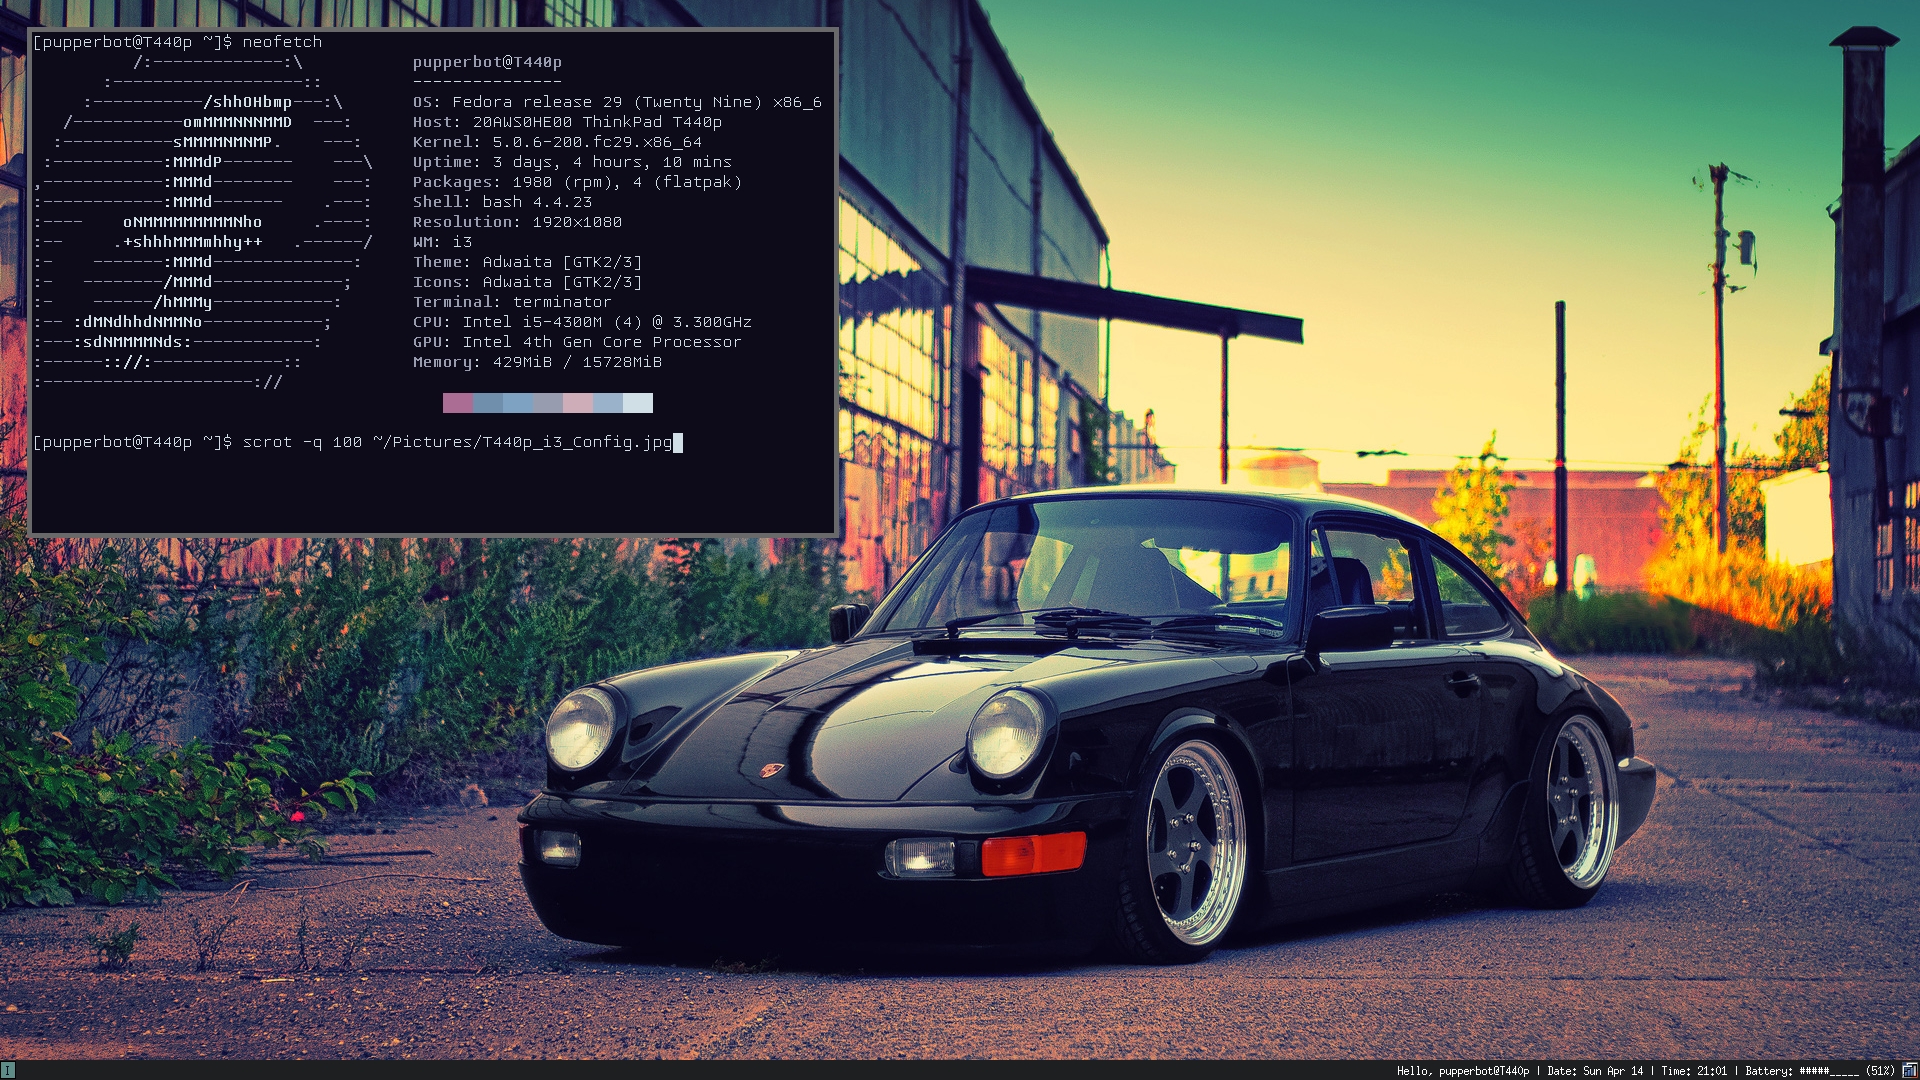 [pupperbot@T440p ~]$ neofetch
          /:-------------:\          pupperbot@T440p
       :-------------------::        ---------------
     :-----------/shhOHbmp---:\      OS: Fedora release 29 (Twenty Nine) x86_6
   /-----------omMMMNNNMMD  ---:     Host: 20AWS0HE00 ThinkPad T440p
  :-----------sMMMMNMNMP.    ---:    Kernel: 5.0.6-200.fc29.x86_64
 :-----------:MMMdP-------    ---\   Uptime: 3 days, 4 hours, 10 mins
,------------:MMMd--------    ---:   Packages: 1980 (rpm), 4 (flatpak)
:------------:MMMd-------    .---:   Shell: bash 4.4.23
:----    oNMMMMMMMMMNho     .----:   Resolution: 1920x1080
:--     .+shhhMMMmhhy++   .------/   WM: i3
:-    -------:MMMd--------------:    Theme: Adwaita [GTK2/3]
:-   --------/MMMd-------------;     Icons: Adwaita [GTK2/3]
:-    ------/hMMMy------------:      Terminal: terminator
:-- :dMNdhhdNMMNo------------;       CPU: Intel i5-4300M (4) @ 3.300GHz
:---:sdNMMMMNds:------------:        GPU: Intel 4th Gen Core Processor
:------:://:-------------::          Memory: 429MiB / 15728MiB
:---------------------://
[pupperbot@T440p ~]$ scrot -q 100 ~/Pictures/T440p_i3_Config.jpg
1
Hello, pupperbot@T440p | Date: Sun Apr 14 | Time: 21:01 | Battery: #####_____ (51%)